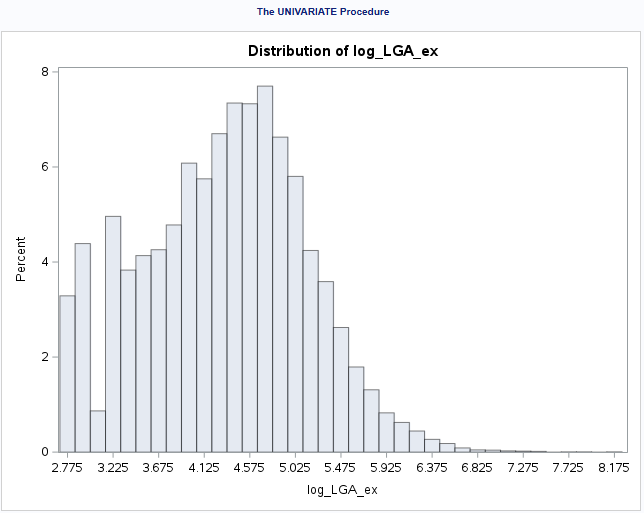 The UNIVARIATE Procedure
Distribution of log_LGA_ex
8
6
4
2
0
Percent
2.775 3.225 3.675 4.125 4.575 5.025 5.475 5.925 6.375 6.825 7.275 7.725 8.175
log_LGA_ex